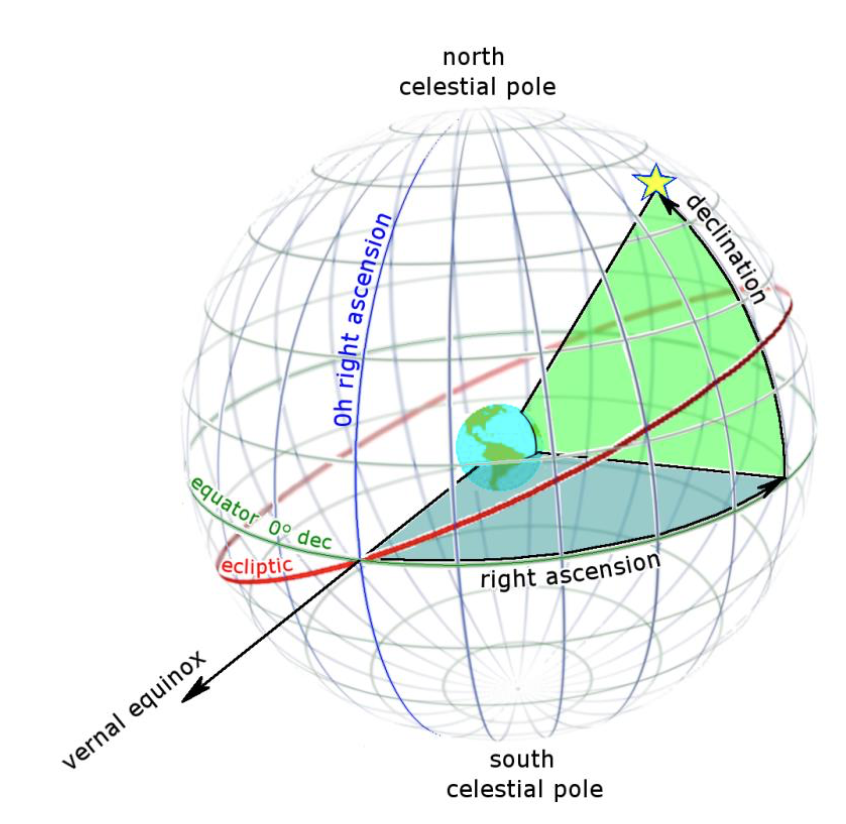 north
celestial pole
declination
0h right ascension
equator 0° dec
ecliptic
right ascension
vernal equinox
south
celestial pole